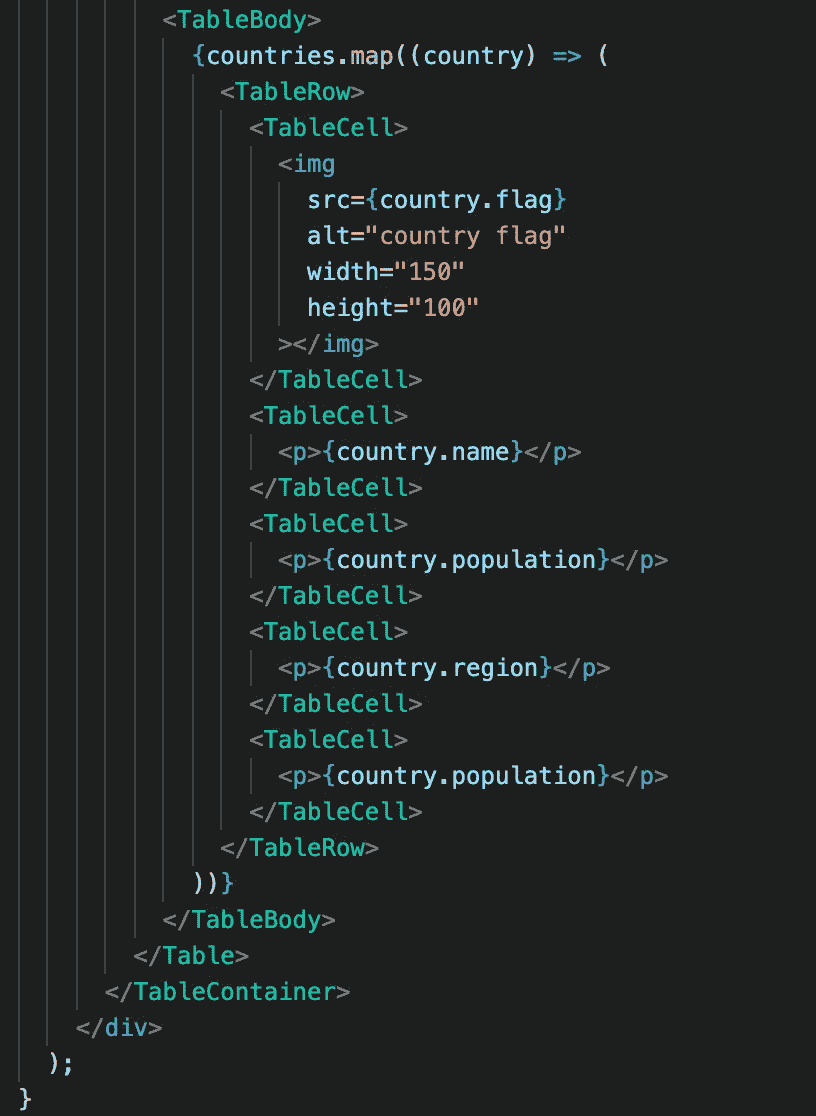 <TableBody>
{countries.map((country) => (
<TableRow>
<TableCell>
<img
src={country.flag}
alt="country flag"
width="150"
height="100"
></img>
</TableCell>
<TableCell>
<p>{country.name}</p>
</TableCell>
<TableCell>
<p>{country.population}</p>
</TableCell>
<TableCell>
<p>{country.region}</p>
</TableCell>
<TableCell>
<p>{country.population}</p>
</TableCell>
</TableRow>
))}
</TableBody>
</Table>
</TableContainer>
</div>
);
}